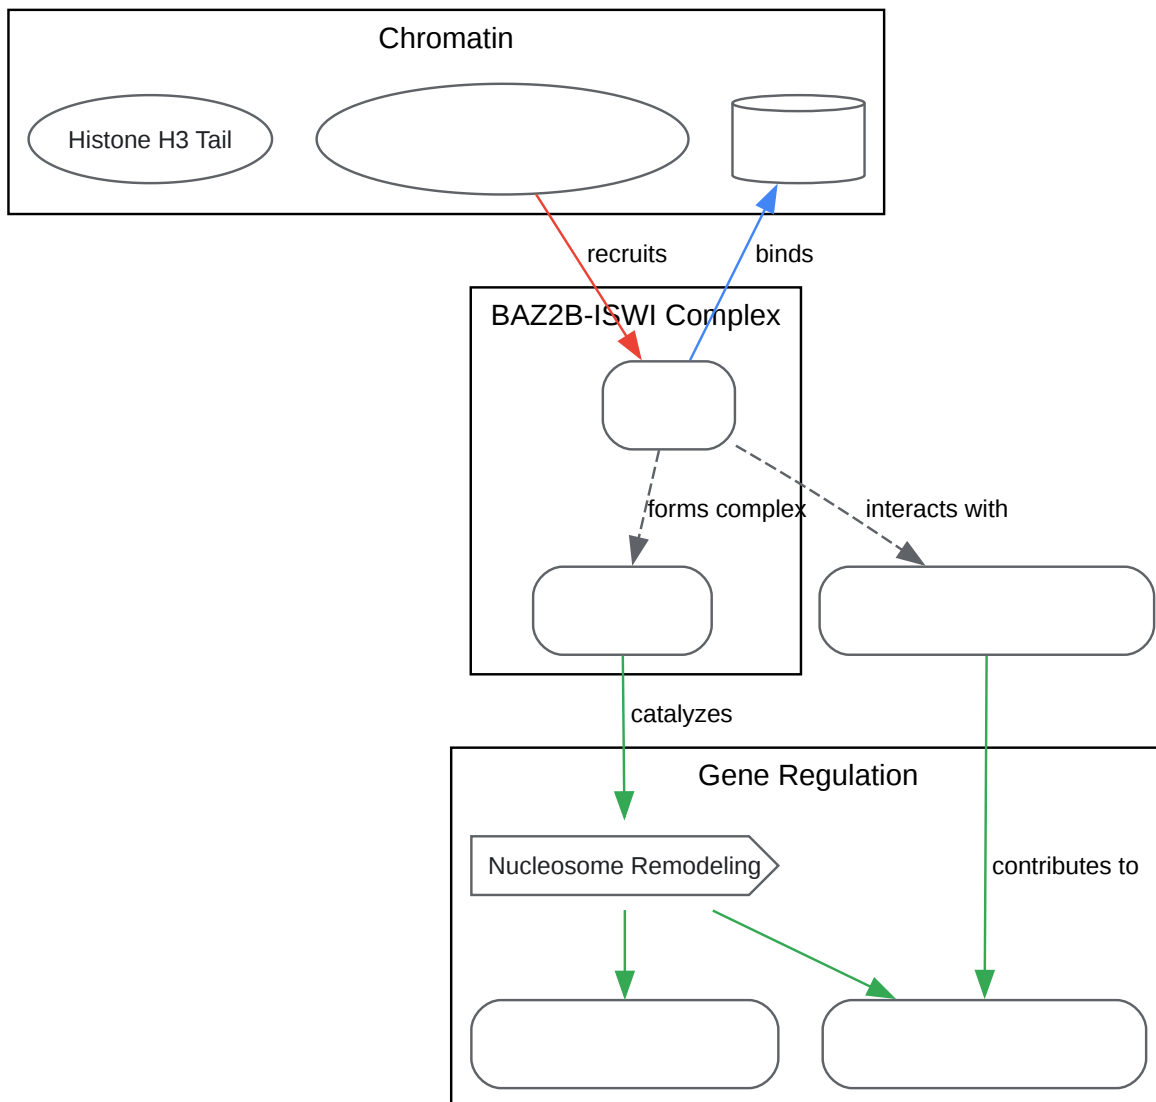 Chromatin
Histone H3 Tail
recruits
binds
BAZ2B-ISWI Complex
forms complex
interacts with
catalyzes
Gene Regulation
Nucleosome Remodeling
contributes to